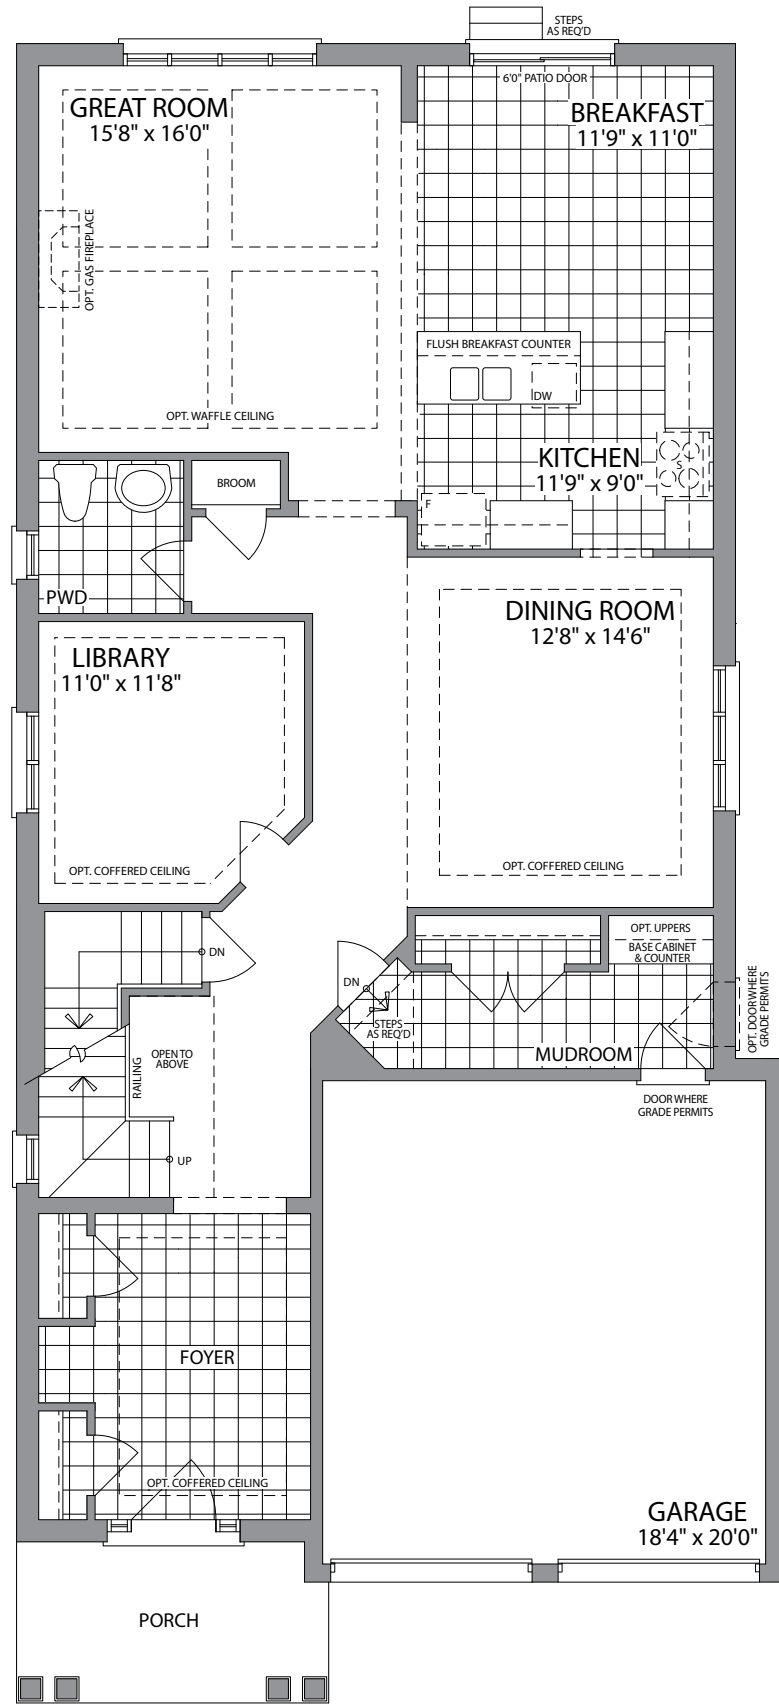 STEPS
AS REQ'D
6'0" PATIO DOOR
GREAT ROOM
15'8" x 16'0"
BREAKFAST
11'9" x 11'0"
OPT. GAS FIREPLACE
FLUSH BREAKFAST COUNTER
DW
OPT. WAFFLE CEILING
KITCHEN
11'9" x 9'0"
S
BROOM
F
PWD
DINING ROOM
12'8" x 14'6"
LIBRARY
11'0" x 11'8"
OPT. COFFERED CEILING
OPT. COFFERED CEILING
DN
OPT. UPPERS
BASE CABINET
& COUNTER
DN
STEPS
AS REQ'D
MUDROOM
OPT. DOOR WHERE
GRADE PERMITS
OPEN TO
ABOVE
RAILING
DOOR WHERE
GRADE PERMITS
UP
FOYER
OPT. COFFERED CEILING
GARAGE
18'4" x 20'0"
PORCH